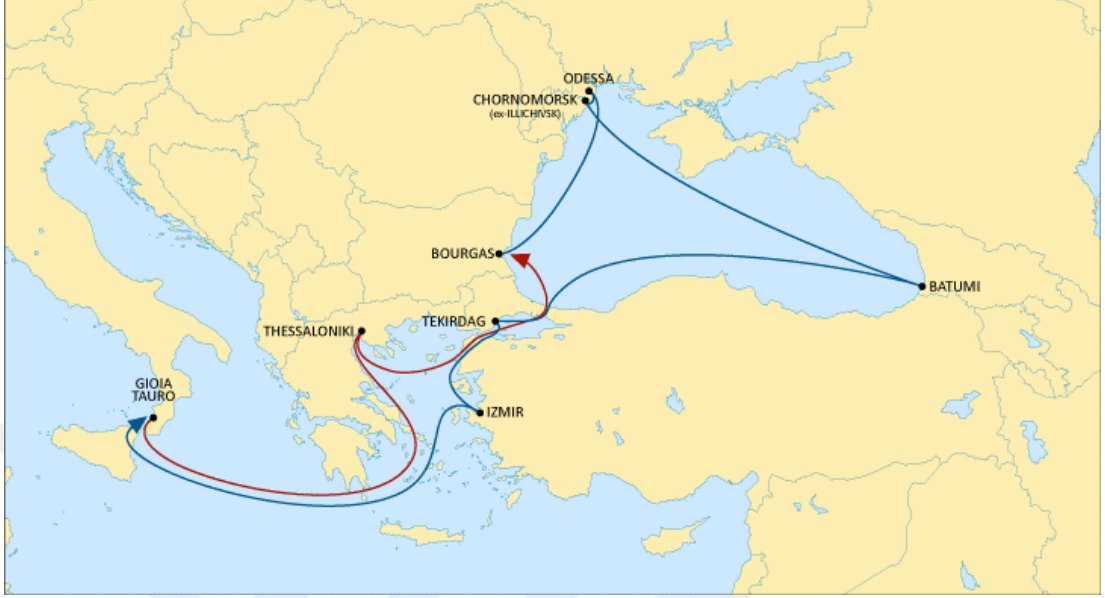 ODESSA
CHORNOMORSK
(ex-ILLICHIVSK)
BOURGAS
BATUMI
TEKIRDAG
THESSALONIKI
GIOIA
TAURO
IZMIR